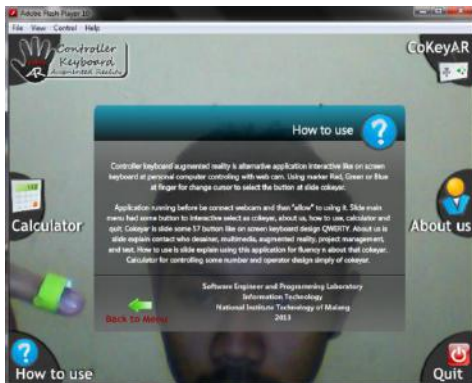 Adobe Flash Player 10
File View Control Help
Controller
Keyboard
Augmented Reality
AR
CoKeyAR
How to use
Controller keyboard augmented reality is alternative application interactive like on screen
keyboard at personal computer controling with web cam. Using marker Red, Green or Blue
at finger for change cursor to select the button at slide cokeyar.
Application running before be connect webcam and then "allow" to using it. Slide main
menu had some button to interactive select as cokeyar, about us, how to use, calculator and
quit. Cokeyar is slide some 57 button like on screen keyboard design QWERTY. About us is
slide explain contact who desainer, multimedia, augmented reality, project management,
and text. How to use is slide explain using this application for fluency n about that cokeyar.
Calculator for controlling some number and operator design simply of cokeyar.
Calculator
About us
Software Engineer and Programming Laboratory
Information Technology
National Institute Technology of Malang
2013
Back to Menu
How to use
Quit